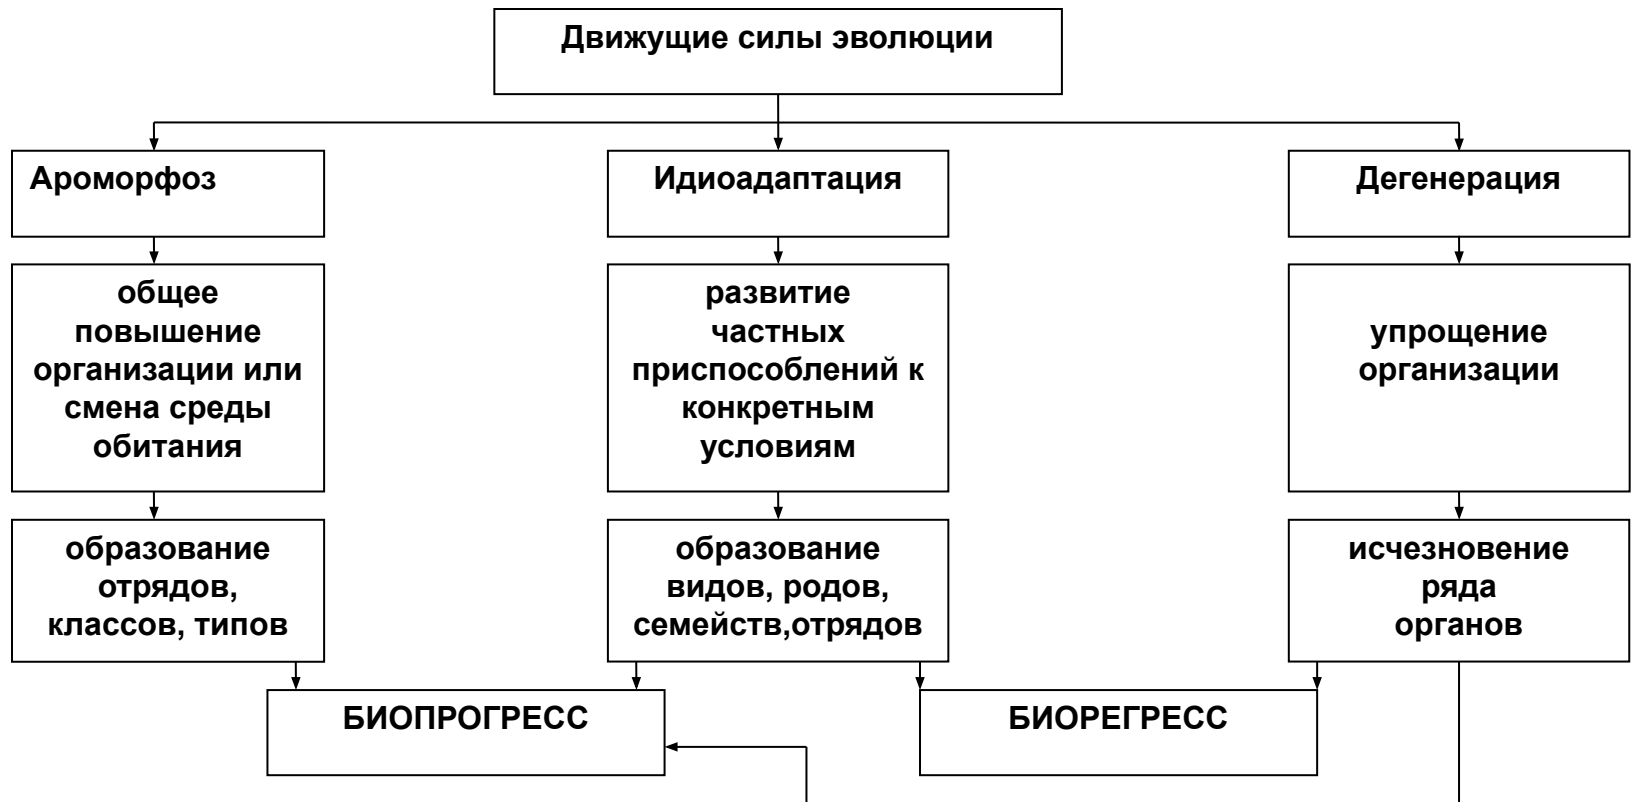 Движущие силы эволюции
Ароморфоз
Идиоадаптация
Дегенерация
общее
повышение
организации или
смена среды
обитания
развитие
частных
приспособлений к
конкретным
условиям
упрощение
организации
образование
отрядов,
классов, типов
образование
видов, родов,
семейств,отрядов
исчезновение
ряда
органов
БИОПРОГРЕСС
БИОРЕГРЕСС